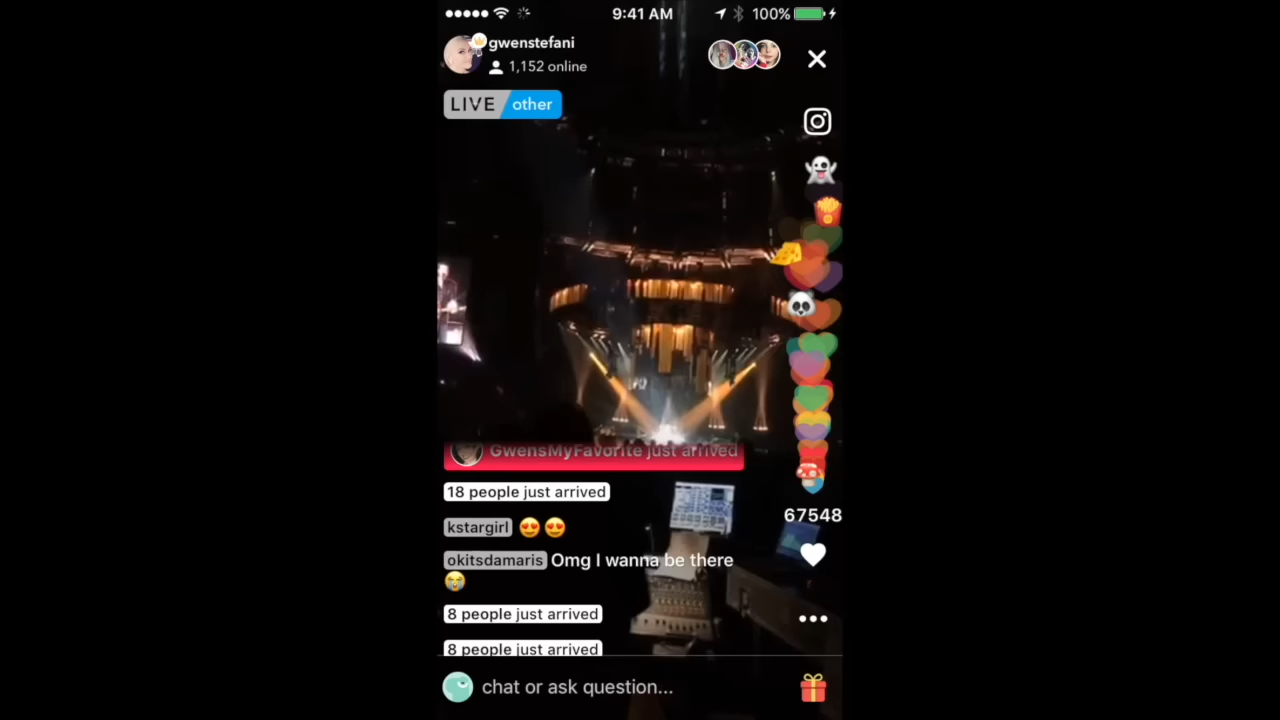 9:41 AM
100%
gwenstefani
1,152 online
LIVE other
GwensMyFavorite just arrived
18 people just arrived
kstargirl 😍 😍
okitsdamaris Omg I wanna be there
😭
67548
8 people just arrived
8 people just arrived
chat or ask question...